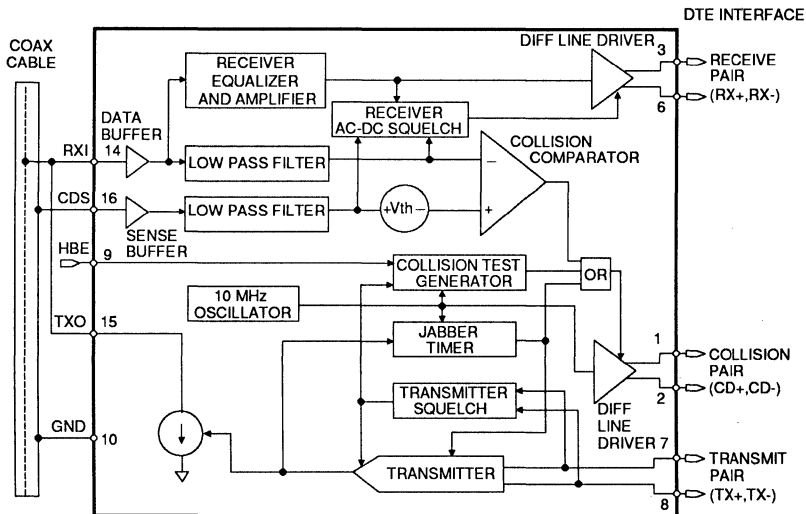 DTE INTERFACE
COAX
CABLE
DIFF LINE DRIVER
3
RECEIVE
PAIR
6
(RX+,RX-)
RECEIVER
EQUALIZER
AND AMPLIFIER
RECEIVER
AC-DC SQUELCH
DATA
BUFFER
COLLISION
COMPARATOR
RXI
14
LOW PASS FILTER
−
CDS
16
LOW PASS FILTER
+Vth−
+
SENSE
BUFFER
HBE
9
COLLISION TEST
GENERATOR
OR
10 MHz
OSCILLATOR
TXO
15
JABBER
TIMER
1
COLLISION
PAIR
2
(CD+,CD-)
TRANSMITTER
SQUELCH
DIFF
LINE
DRIVER 7
GND
10
TRANSMITTER
TRANSMIT
PAIR
8
(TX+,TX-)